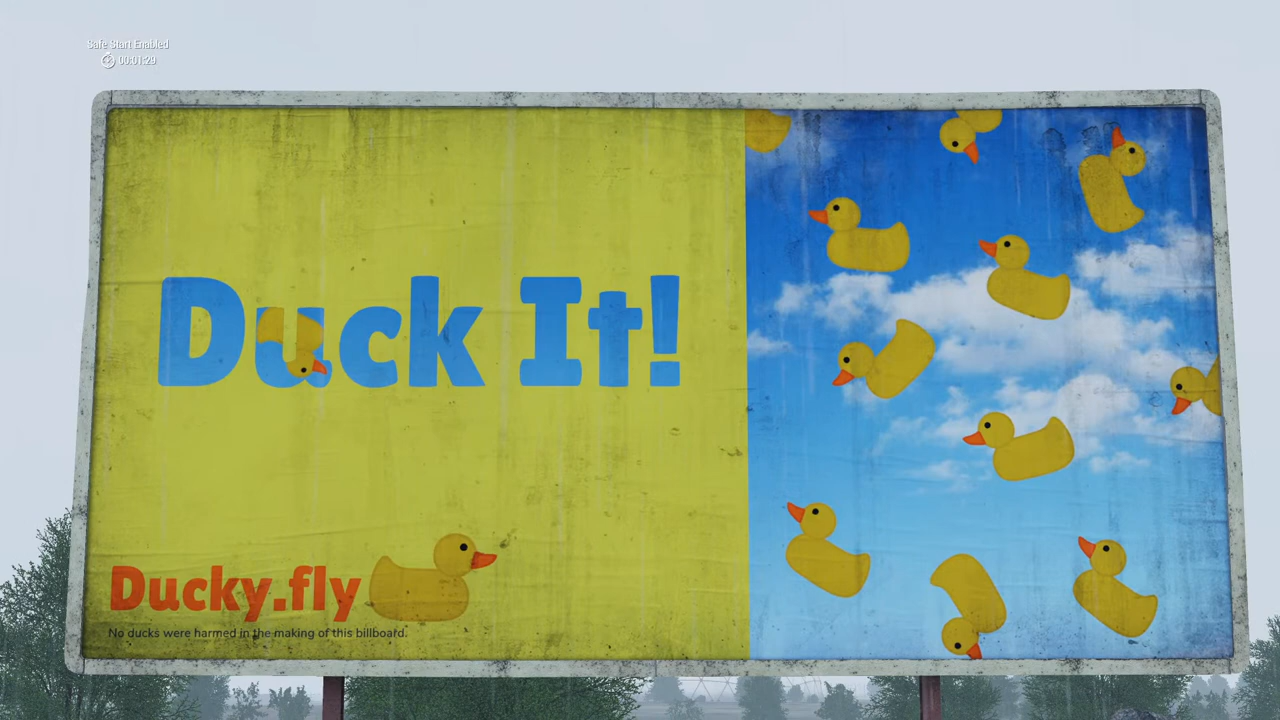 Safe Start Enabled
00:01:29
Duck It!
Ducky.fly
No ducks were harmed in the making of this billboard.